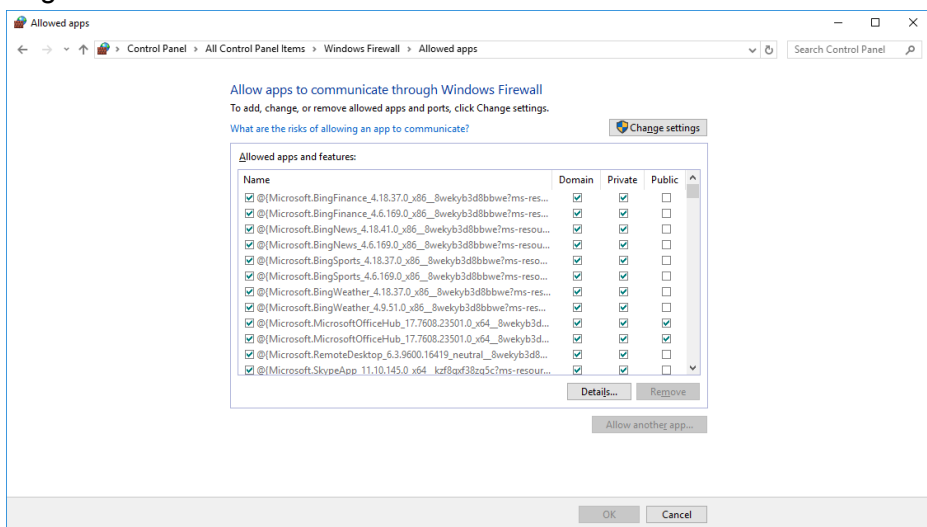 Allowed apps
Control Panel > All Control Panel Items > Windows Firewall > Allowed apps
Search Control Panel
Allow apps to communicate through Windows Firewall
To add, change, or remove allowed apps and ports, click Change settings.
What are the risks of allowing an app to communicate?
Change settings
Allowed apps and features:
Name Domain Private Public
@{Microsoft.BingFinance_4.18.37.0_x86__8wekyb3d8bbwe?ms-res...
@{Microsoft.BingFinance_4.6.169.0_x86__8wekyb3d8bbwe?ms-res...
@{Microsoft.BingNews_4.18.41.0_x86__8wekyb3d8bbwe?ms-resou...
@{Microsoft.BingNews_4.6.169.0_x86__8wekyb3d8bbwe?ms-resou...
@{Microsoft.BingSports_4.18.37.0_x86__8wekyb3d8bbwe?ms-reso...
@{Microsoft.BingSports_4.6.169.0_x86__8wekyb3d8bbwe?ms-reso...
@{Microsoft.BingWeather_4.18.37.0_x86__8wekyb3d8bbwe?ms-res...
@{Microsoft.BingWeather_4.9.51.0_x86__8wekyb3d8bbwe?ms-res...
@{Microsoft.MicrosoftOfficeHub_17.7608.23501.0_x64__8wekyb3d...
@{Microsoft.MicrosoftOfficeHub_17.7608.23501.0_x64__8wekyb3d...
@{Microsoft.RemoteDesktop_6.3.9600.16419_neutral__8wekyb3d8...
@{Microsoft.SkypeApp_11.10.145.0_x64__kzf8qxf38zg5c?ms-resour...
Details... Remove
Allow another app...
OK Cancel